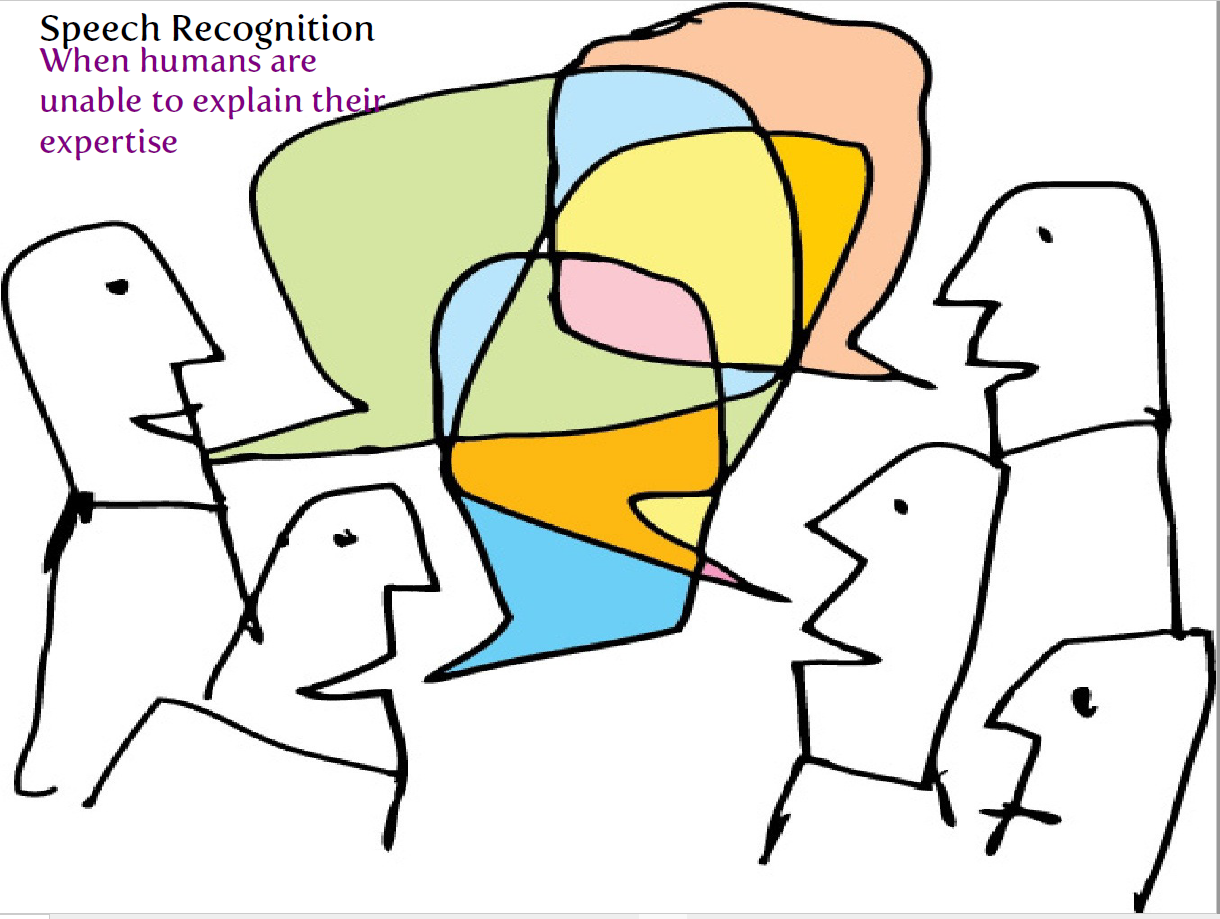 Speech Recognition
When humans are
unable to explain their
expertise